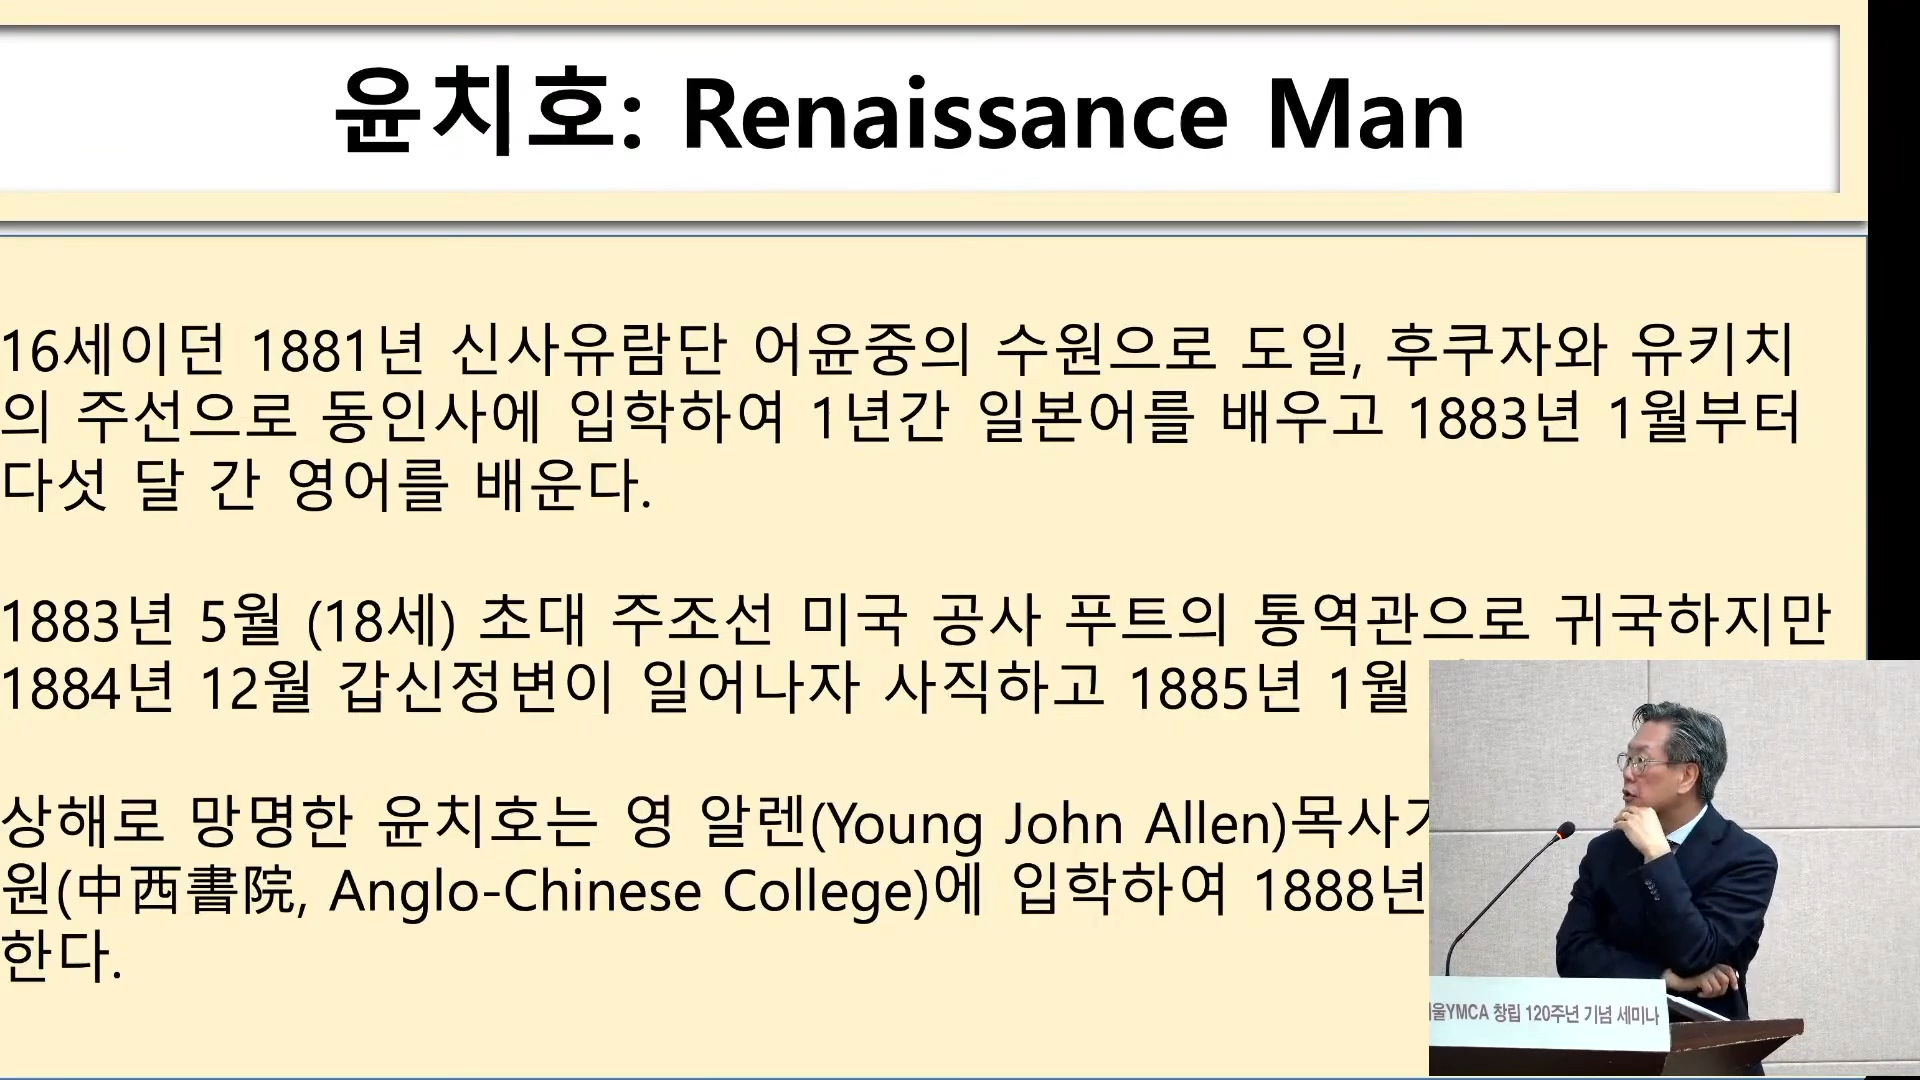 윤치호: Renaissance Man
16세이던 1881년 신사유람단 어윤중의 수원으로 도일, 후쿠자와 유키치
의 주선으로 동인사에 입학하여 1년간 일본어를 배우고 1883년 1월부터
다섯 달 간 영어를 배운다.
1883년 5월 (18세) 초대 주조선 미국 공사 푸트의 통역관으로 귀국하지만
1884년 12월 갑신정변이 일어나자 사직하고 1885년 1월
상해로 망명한 윤치호는 영 알렌(Young John Allen)목사가
원(中西書院, Anglo-Chinese College)에 입학하여 1888년
한다.
울YMCA 창립 120주년 기념 세미나